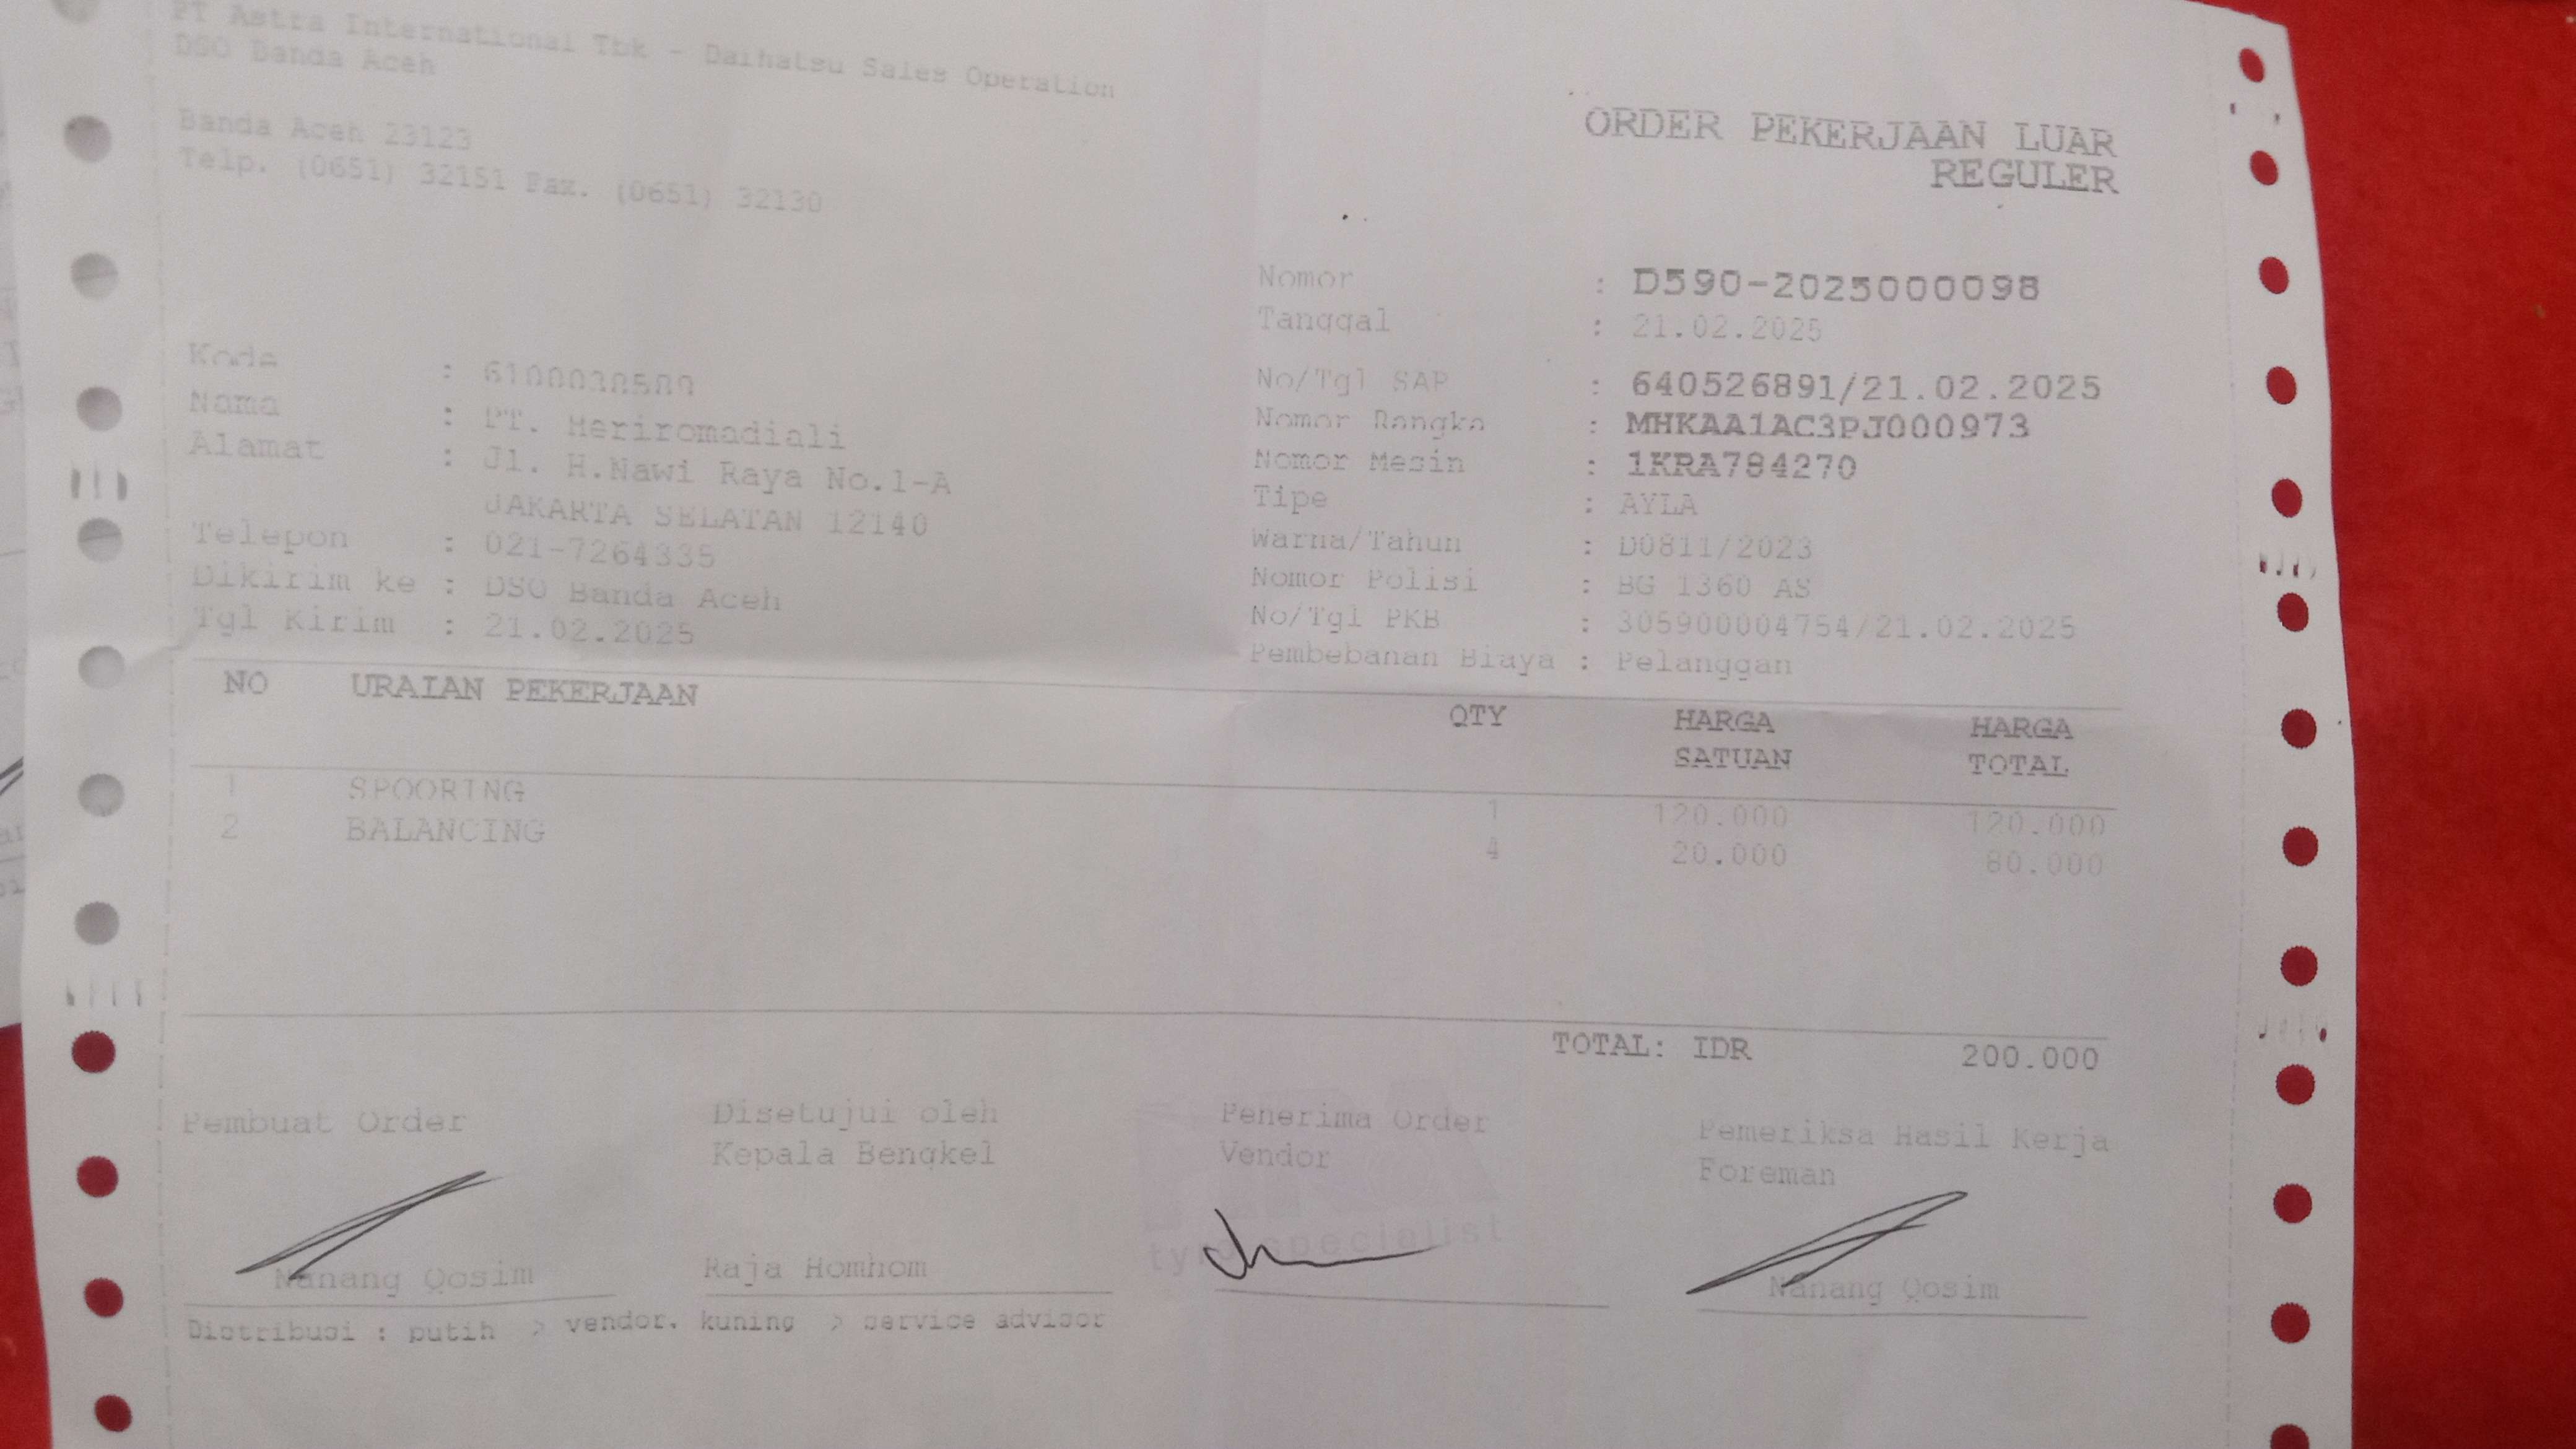 PT Astra International Tbk - Daihatsu Sales Operation
DSO Banda Aceh
Banda Aceh 23123
Telp. (0651) 32151 Fax. (0651) 32130
ORDER PEKERJAAN LUAR
REGULER
Nomor : D590-2025000098
Tanggal : 21.02.2025
No/Tgl SAP : 640526891/21.02.2025
Nomor Rangka : MHKAA1AC3PJ000973
Nomor Mesin : 1KRA784270
Tipe : AYLA
Warna/Tahun : D0811/2023
Nomor Polisi : BG 1360 AS
No/Tgl PKB : 305900004754/21.02.2025
Pembebanan Biaya : Pelanggan
Kode :
Nama : PT. Heriromadiali
Alamat : Jl. H.Nawi Raya No.1-A
JAKARTA SELATAN 12140
Telepon : 021-7264335
Dikirim ke : DSO Banda Aceh
Tgl Kirim : 21.02.2025
NO URAIAN PEKERJAAN QTY HARGA SATUAN HARGA TOTAL
1 SPOORING 1 120.000 120.000
2 BALANCING 4 20.000 80.000
TOTAL: IDR 200.000
Pembuat Order
Disetujui oleh
Kepala Bengkel
Penerima Order
Vendor
Pemeriksa Hasil Kerja
Foreman
Nanang Qosim
Raja Homhom
specialist
Nanang Qosim
Distribusi : putih > vendor, kuning > service advisor